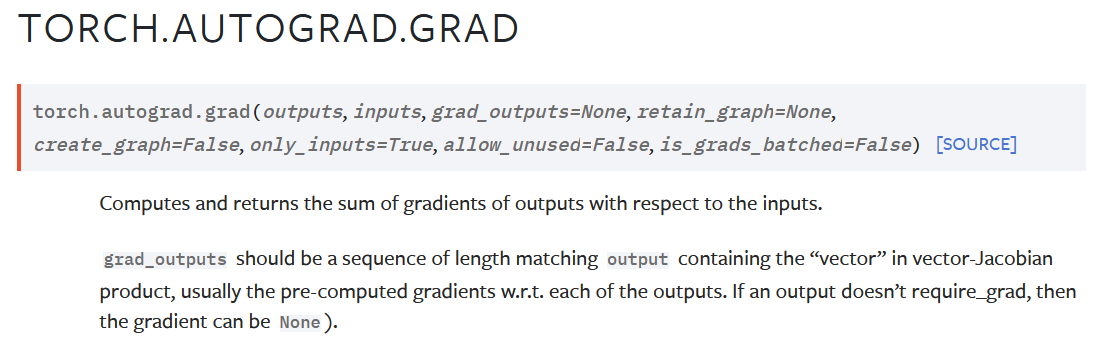 TORCH.AUTOGRAD.GRAD
torch.autograd.grad(outputs, inputs, grad_outputs=None, retain_graph=None,
create_graph=False, only_inputs=True, allow_unused=False, is_grads_batched=False) [SOURCE]
Computes and returns the sum of gradients of outputs with respect to the inputs.
grad_outputs should be a sequence of length matching output containing the “vector” in vector-Jacobian
product, usually the pre-computed gradients w.r.t. each of the outputs. If an output doesn’t require_grad, then
the gradient can be None).